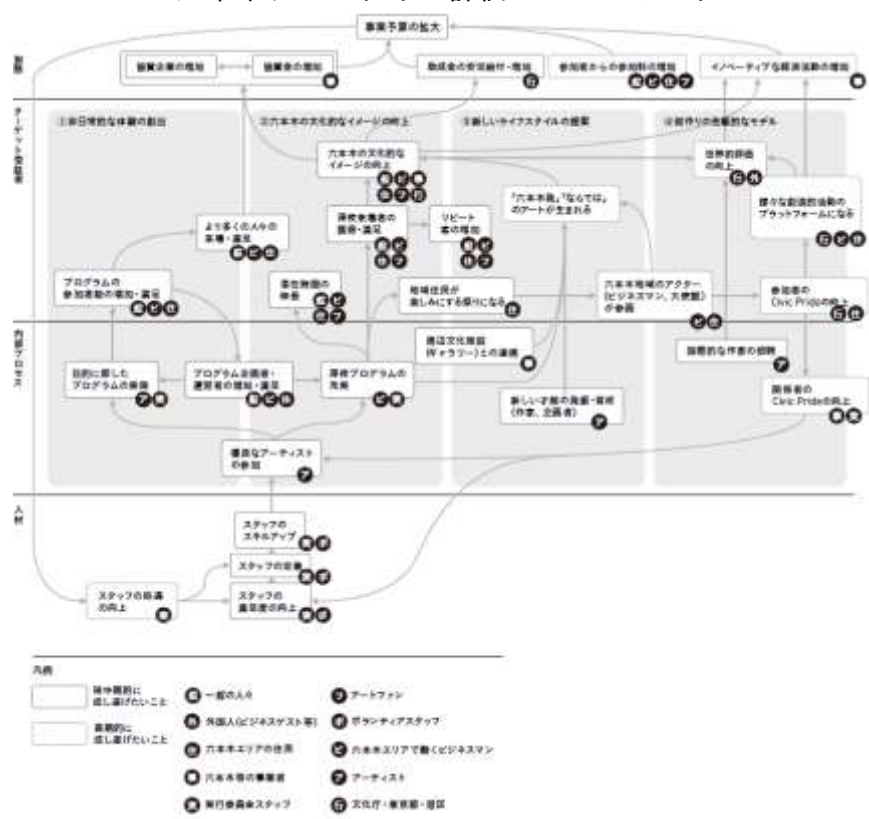 事業予算の拡大
財務
協賛企業の増加
協賛金の増加
助成金の安定給付・増加
参加者からの参加料の増加
イノベーティブな経済活動の増加
ターゲット受益者
①非日常的な体験の創出
②六本木の文化的なイメージの向上
③新しいライフスタイルの提案
④街作りの先駆的なモデル
六本木の文化的な
イメージの向上
世界的評価
の向上
「六本木発」「ならでは」
のアートが生まれる
様々な創造的活動の
プラットフォームになる
より多くの人々の
来場・満足
深夜来場者の
獲得・満足
リピート
客の増加
プログラムの
参加者数の増加・満足
滞在時間の
伸長
地域住民が
楽しみにする祭りになる
六本木地域のアクター
(ビジネスマン、大使館)
が参画
参加者の
Civic Prideの向上
内部プロセス
目的に即した
プログラムの実施
プログラム企画者・
運営者の増加・満足
深夜プログラムの
充実
周辺文化施設
(ギャラリー)との連携
国際的な作家の招聘
新しい才能の発掘・育成
(作家、企画者)
関係者の
Civic Prideの向上
優良なアーティスト
の参加
人材
スタッフの
スキルアップ
スタッフの定着
スタッフの待遇
の向上
スタッフの
満足度の向上
凡例
短中期的に
成し遂げたいこと
長期的に
成し遂げたいこと
一般の人々
外国人(ビジネスゲスト等)
六本木エリアの住民
六本木等の事業者
実行委員会スタッフ
アートファン
ボランティアスタッフ
六本木エリアで働くビジネスマン
アーティスト
文化庁・東京都・港区